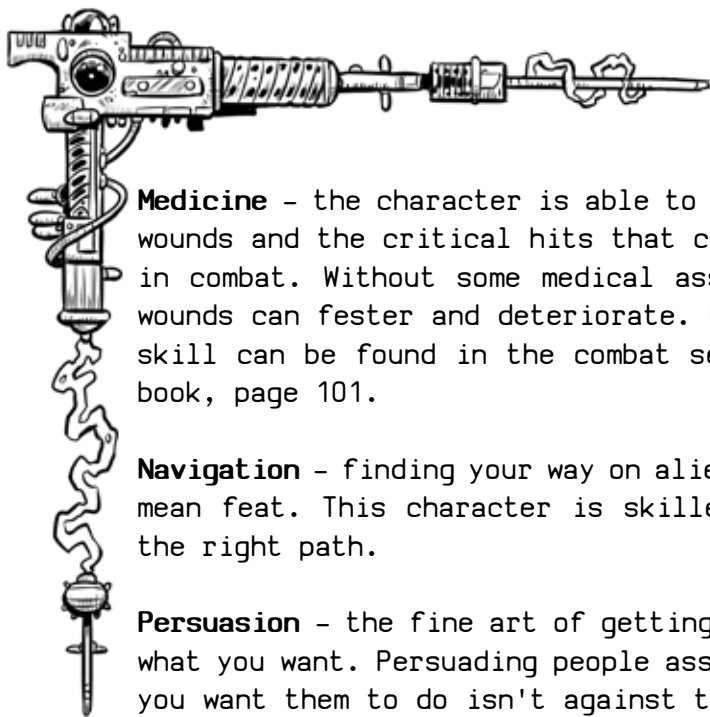 Medicine – the character is able to
wounds and the critical hits that c
in combat. Without some medical ass
wounds can fester and deteriorate.
skill can be found in the combat se
book, page 101.
Navigation – finding your way on alie
mean feat. This character is skille
the right path.
Persuasion – the fine art of getting
what you want. Persuading people ass
you want them to do isn't against t